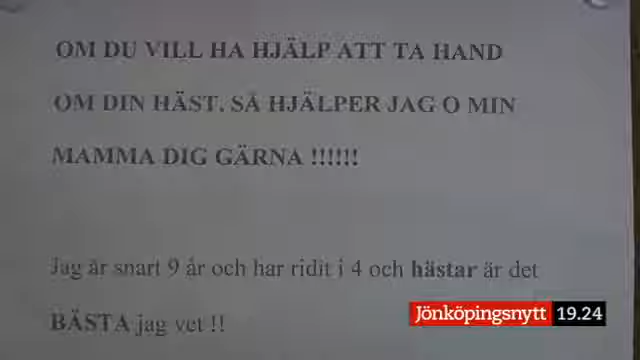 OM DU VILL HA HJÄLP ATT TA HAND
OM DIN HÄST. SÅ HJÄLPER JAG O MIN
MAMMA DIG GÄRNA !!!!!!
Jag är snart 9 år och har ridit i 4 och hästar är det
BÄSTA jag vet !!
Jönköpingsnytt 19.24